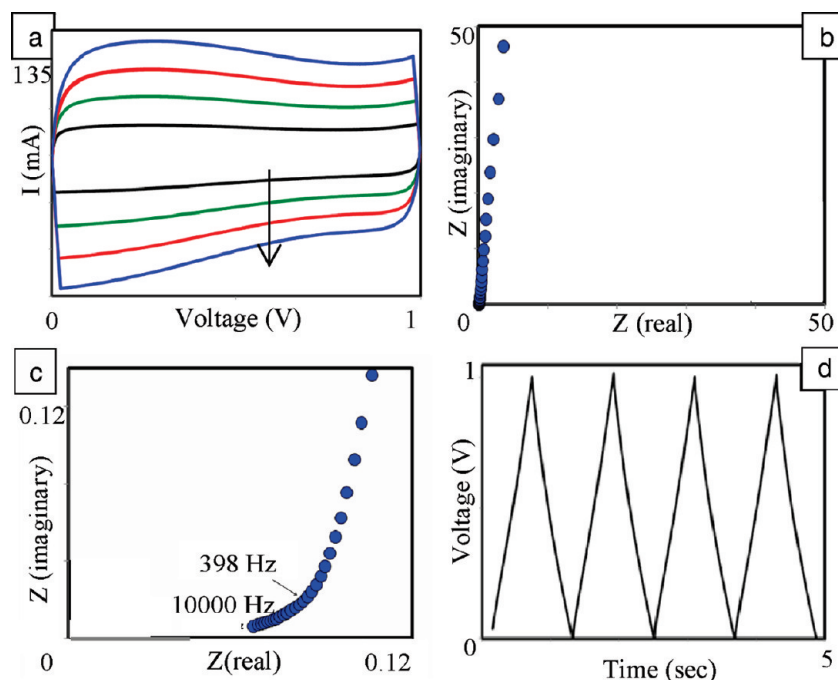 a
135
I (mA)
0
Voltage (V)
1
b
50
Z (imaginary)
0
Z (real)
50
c
0.12
Z (imaginary)
398 Hz
10000 Hz
0
Z(real)
0.12
d
1
Voltage (V)
0
Time (sec)
5